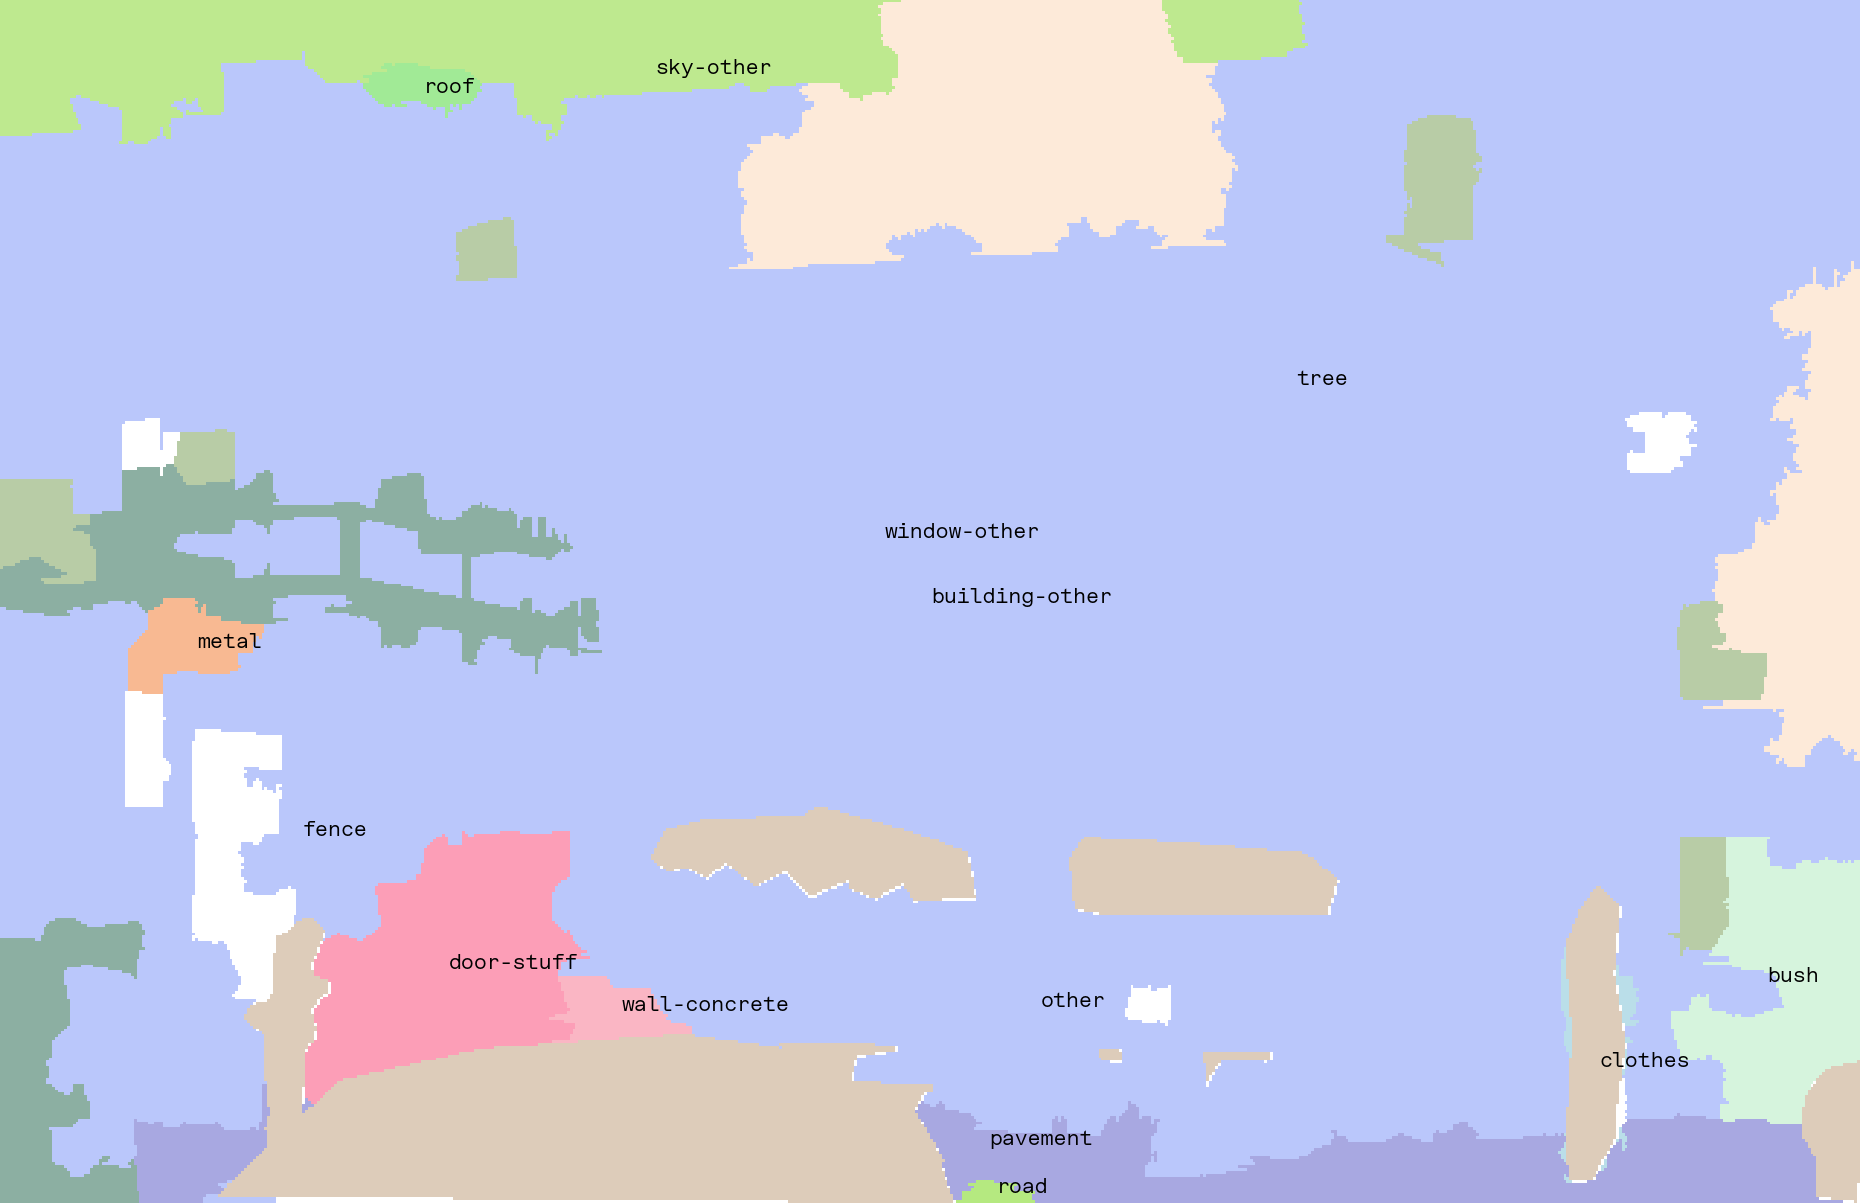 sky-other
roof
tree
window-other
building-other
metal
fence
door-stuff
bush
wall-concrete
other
clothes
pavement
road